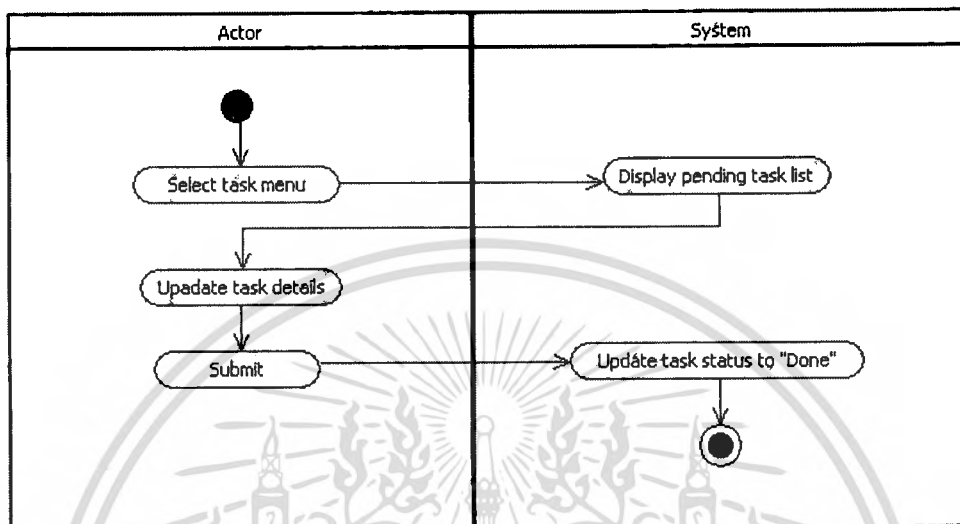 Actor
System
Select task menu
Display pending task list
Upadate task details
Submit
Update task status to "Done"